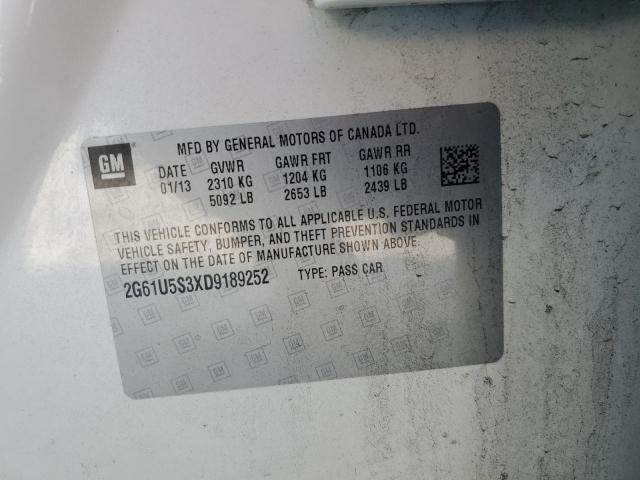 MFD BY GENERAL MOTORS OF CANADA LTD.
GM
DATE GVWR GAWR FRT GAWR RR
01/13 2310 KG 1204 KG 1106 KG
5092 LB 2653 LB 2439 LB
THIS VEHICLE CONFORMS TO ALL APPLICABLE U.S. FEDERAL MOTOR
VEHICLE SAFETY, BUMPER, AND THEFT PREVENTION STANDARDS IN
EFFECT ON THE DATE OF MANUFACTURE SHOWN ABOVE.
2G61U5S3XD9189252 TYPE: PASS CAR